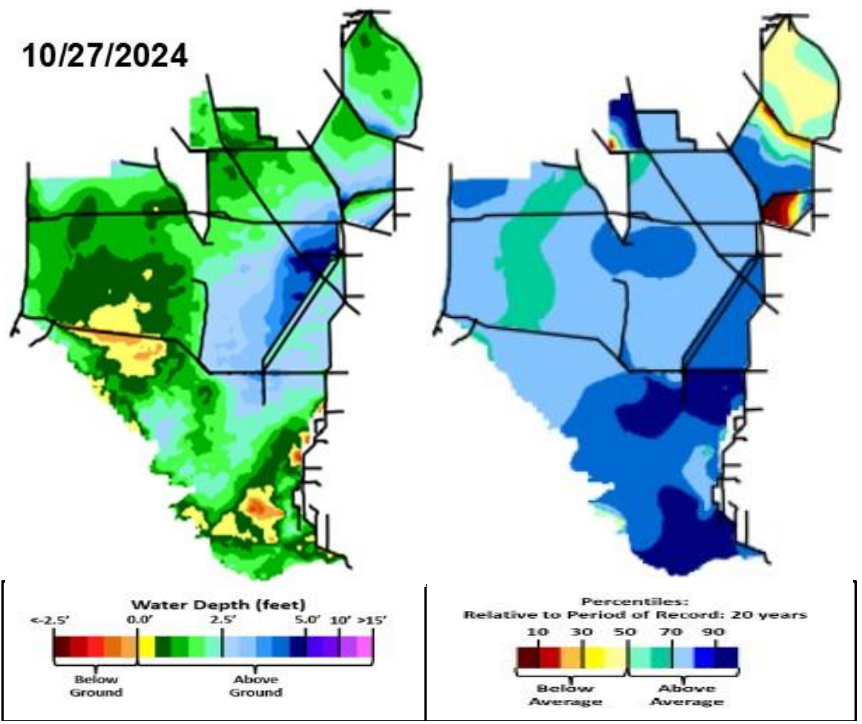 10/27/2024
Water Depth (feet)
<-2.5' 0.0' 2.5' 5.0' 10' >15'
Below Ground
Above Ground
Percentiles:
Relative to Period of Record: 20 years
10 30 50 70 90
Below Average
Above Average